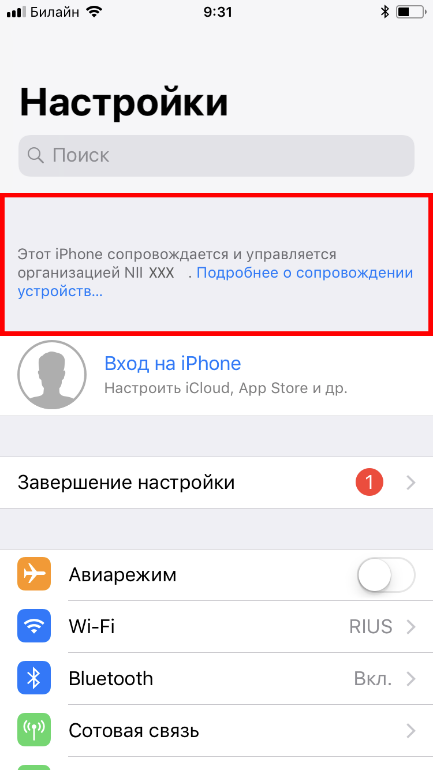 Билайн 9:31
Настройки
Поиск
Этот iPhone сопровождается и управляется
организацией NII XXX . Подробнее о сопровождении
устройств...
Вход на iPhone
Настроить iCloud, App Store и др.
Завершение настройки 1
Авиарежим
Wi-Fi RIUS
Bluetooth Вкл.
Сотовая связь